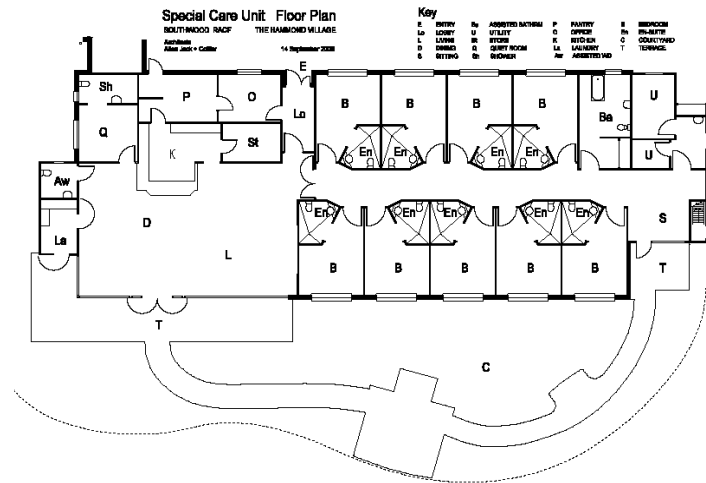 Special Care Unit Floor Plan
SOUTHWOOD RACF THE HAMMOND VILLAGE
Architects
Allen Jack + Cottier 14 September 2008
Key
E ENTRY Ba ASSISTED BATHRM P PANTRY B BEDROOM
Lo LOBBY U UTILITY O OFFICE En EN-SUITE
L LIVING St STORE K KITCHEN C COURTYARD
D DINING Q QUIET ROOM La LAUNDRY T TERRACE
S SITTING Sh SHOWER Aw ASSISTED WD
E
Sh P O Lo B B B B Ba U
Q K St En En En En U
Aw
D La L En En En En En S
B B B B B T
T
C